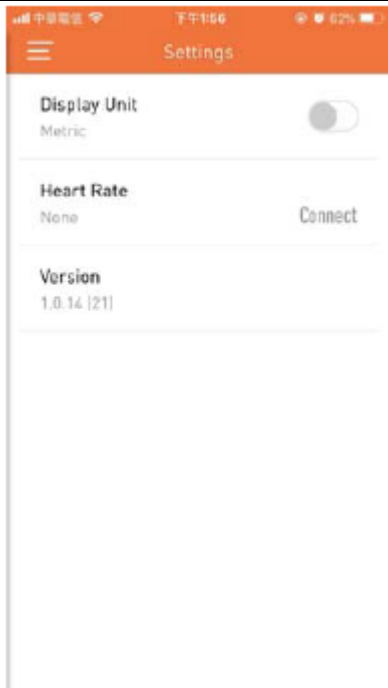 中華電信 下午1:56 62%
Settings
Display Unit
Metric
Heart Rate
None
Connect
Version
1.0.14 (21)